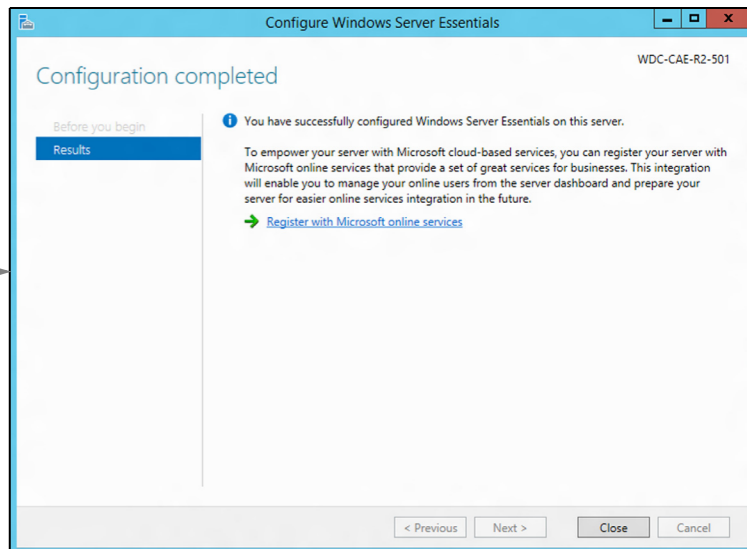 Configure Windows Server Essentials
WDC-CAE-R2-501
Configuration completed
Before you begin
Results
You have successfully configured Windows Server Essentials on this server.
To empower your server with Microsoft cloud-based services, you can register your server with
Microsoft online services that provide a set of great services for businesses. This integration
will enable you to manage your online users from the server dashboard and prepare your
server for easier online services integration in the future.
Register with Microsoft online services
< Previous
Next >
Close
Cancel